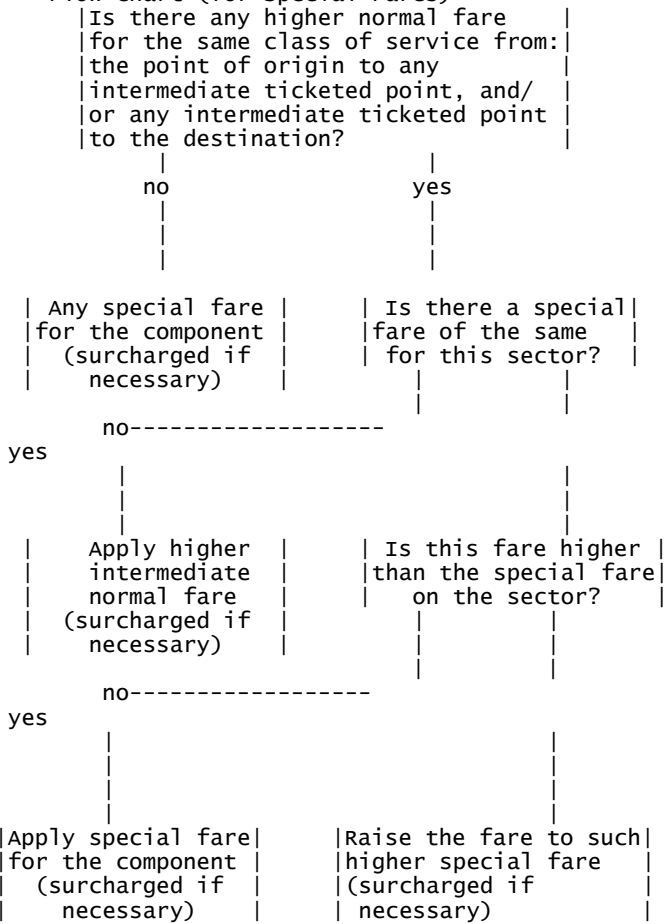 |Is there any higher normal fare |
|for the same class of service from:|
|the point of origin to any |
|intermediate ticketed point, and/ |
|or any intermediate ticketed point |
|to the destination? |
| |
no yes
| |
| |
| |
| Any special fare | | Is there a special|
|for the component | |fare of the same |
| (surcharged if | | for this sector? |
| necessary) | | |
| |
no-------------------
yes
| |
| |
| |
| Apply higher | | Is this fare higher |
| intermediate | |than the special fare|
| normal fare | | on the sector? |
| (surcharged if | | |
| necessary) | | |
| |
no------------------
yes
| |
| |
| |
| |
|Apply special fare| |Raise the fare to such|
|for the component | |higher special fare |
| (surcharged if | |(surcharged if |
| necessary) | | necessary) |